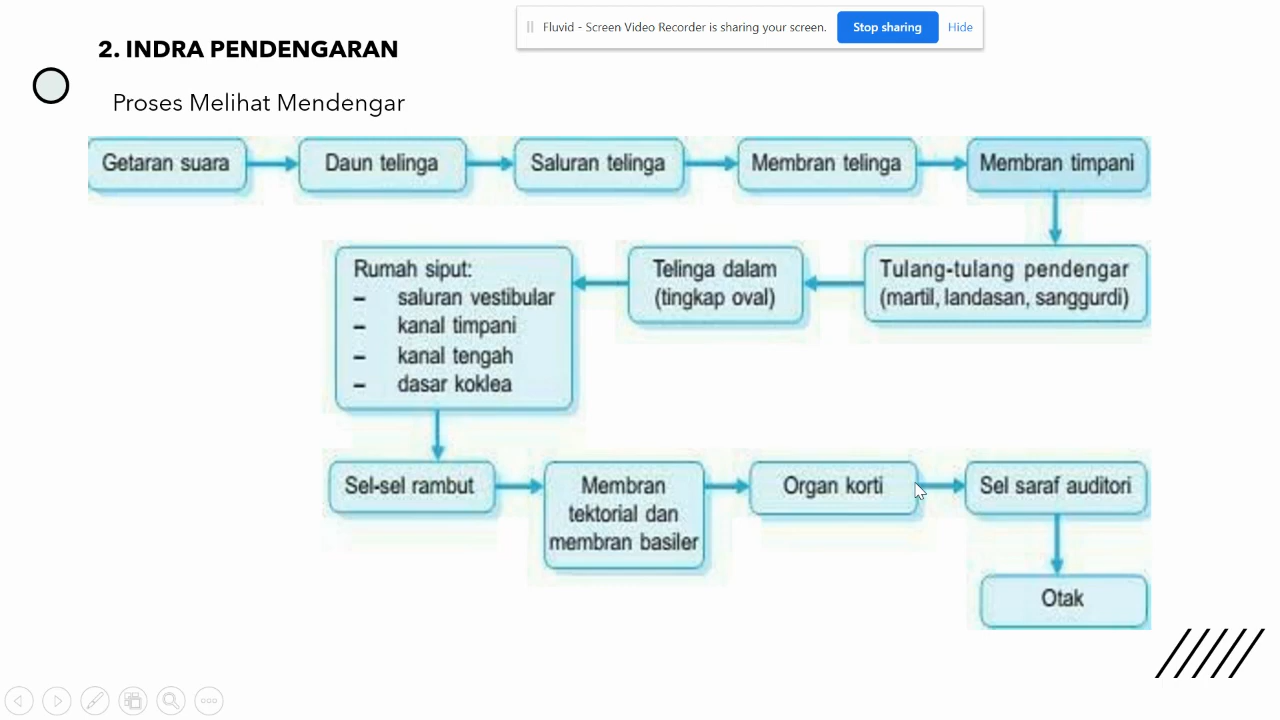 Fluvid - Screen Video Recorder is sharing your screen.
Stop sharing
Hide
2. INDRA PENDENGARAN
Proses Melihat Mendengar
Getaran suara
Daun telinga
Saluran telinga
Membran telinga
Membran timpani
Tulang-tulang pendengar
(martil, landasan, sanggurdi)
Telinga dalam
(tingkap oval)
Rumah siput:
– saluran vestibular
– kanal timpani
– kanal tengah
– dasar koklea
Sel-sel rambut
Membran
tektorial dan
membran basiler
Organ korti
Sel saraf auditori
Otak